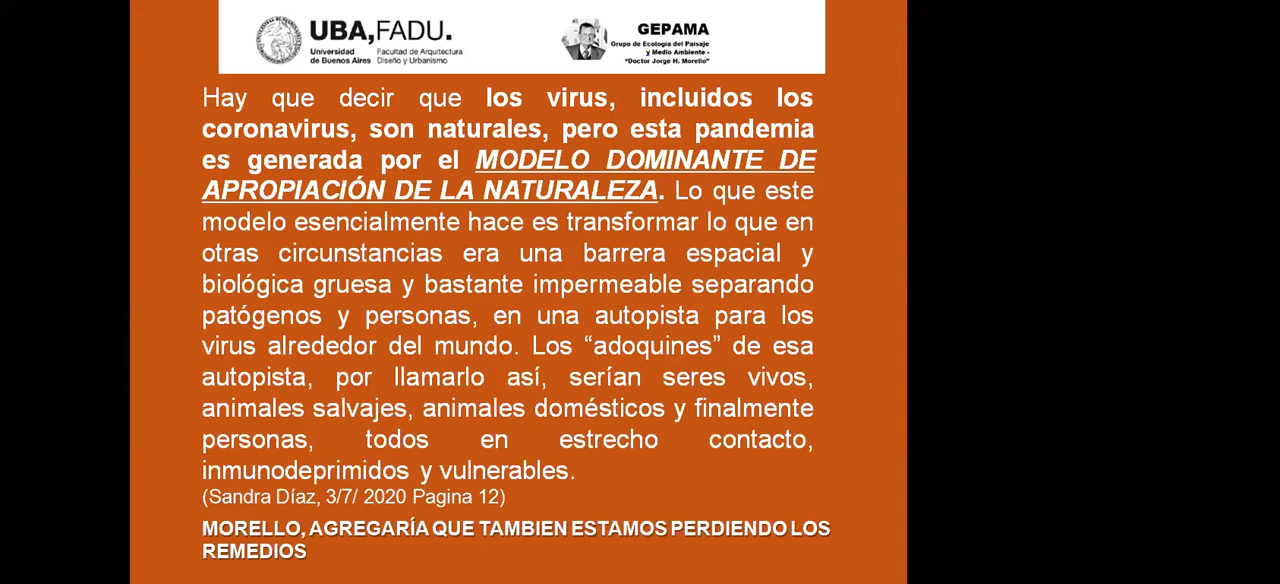 UBA,FADU.
Universidad
de Buenos Aires
Facultad de Arquitectura
Diseño y Urbanismo
GEPAMA
Grupo de Ecología del Paisaje
y Medio Ambiente -
"Doctor Jorge H. Morello"
Hay que decir que los virus, incluidos los
coronavirus, son naturales, pero esta pandemia
es generada por el MODELO DOMINANTE DE
APROPIACIÓN DE LA NATURALEZA. Lo que este
modelo esencialmente hace es transformar lo que en
otras circunstancias era una barrera espacial y
biológica gruesa y bastante impermeable separando
patógenos y personas, en una autopista para los
virus alrededor del mundo. Los “adoquines” de esa
autopista, por llamarlo así, serían seres vivos,
animales salvajes, animales domésticos y finalmente
personas, todos en estrecho contacto,
inmunodeprimidos y vulnerables.
(Sandra Díaz, 3/7/ 2020 Pagina 12)
MORELLO, AGREGARÍA QUE TAMBIEN ESTAMOS PERDIENDO LOS
REMEDIOS